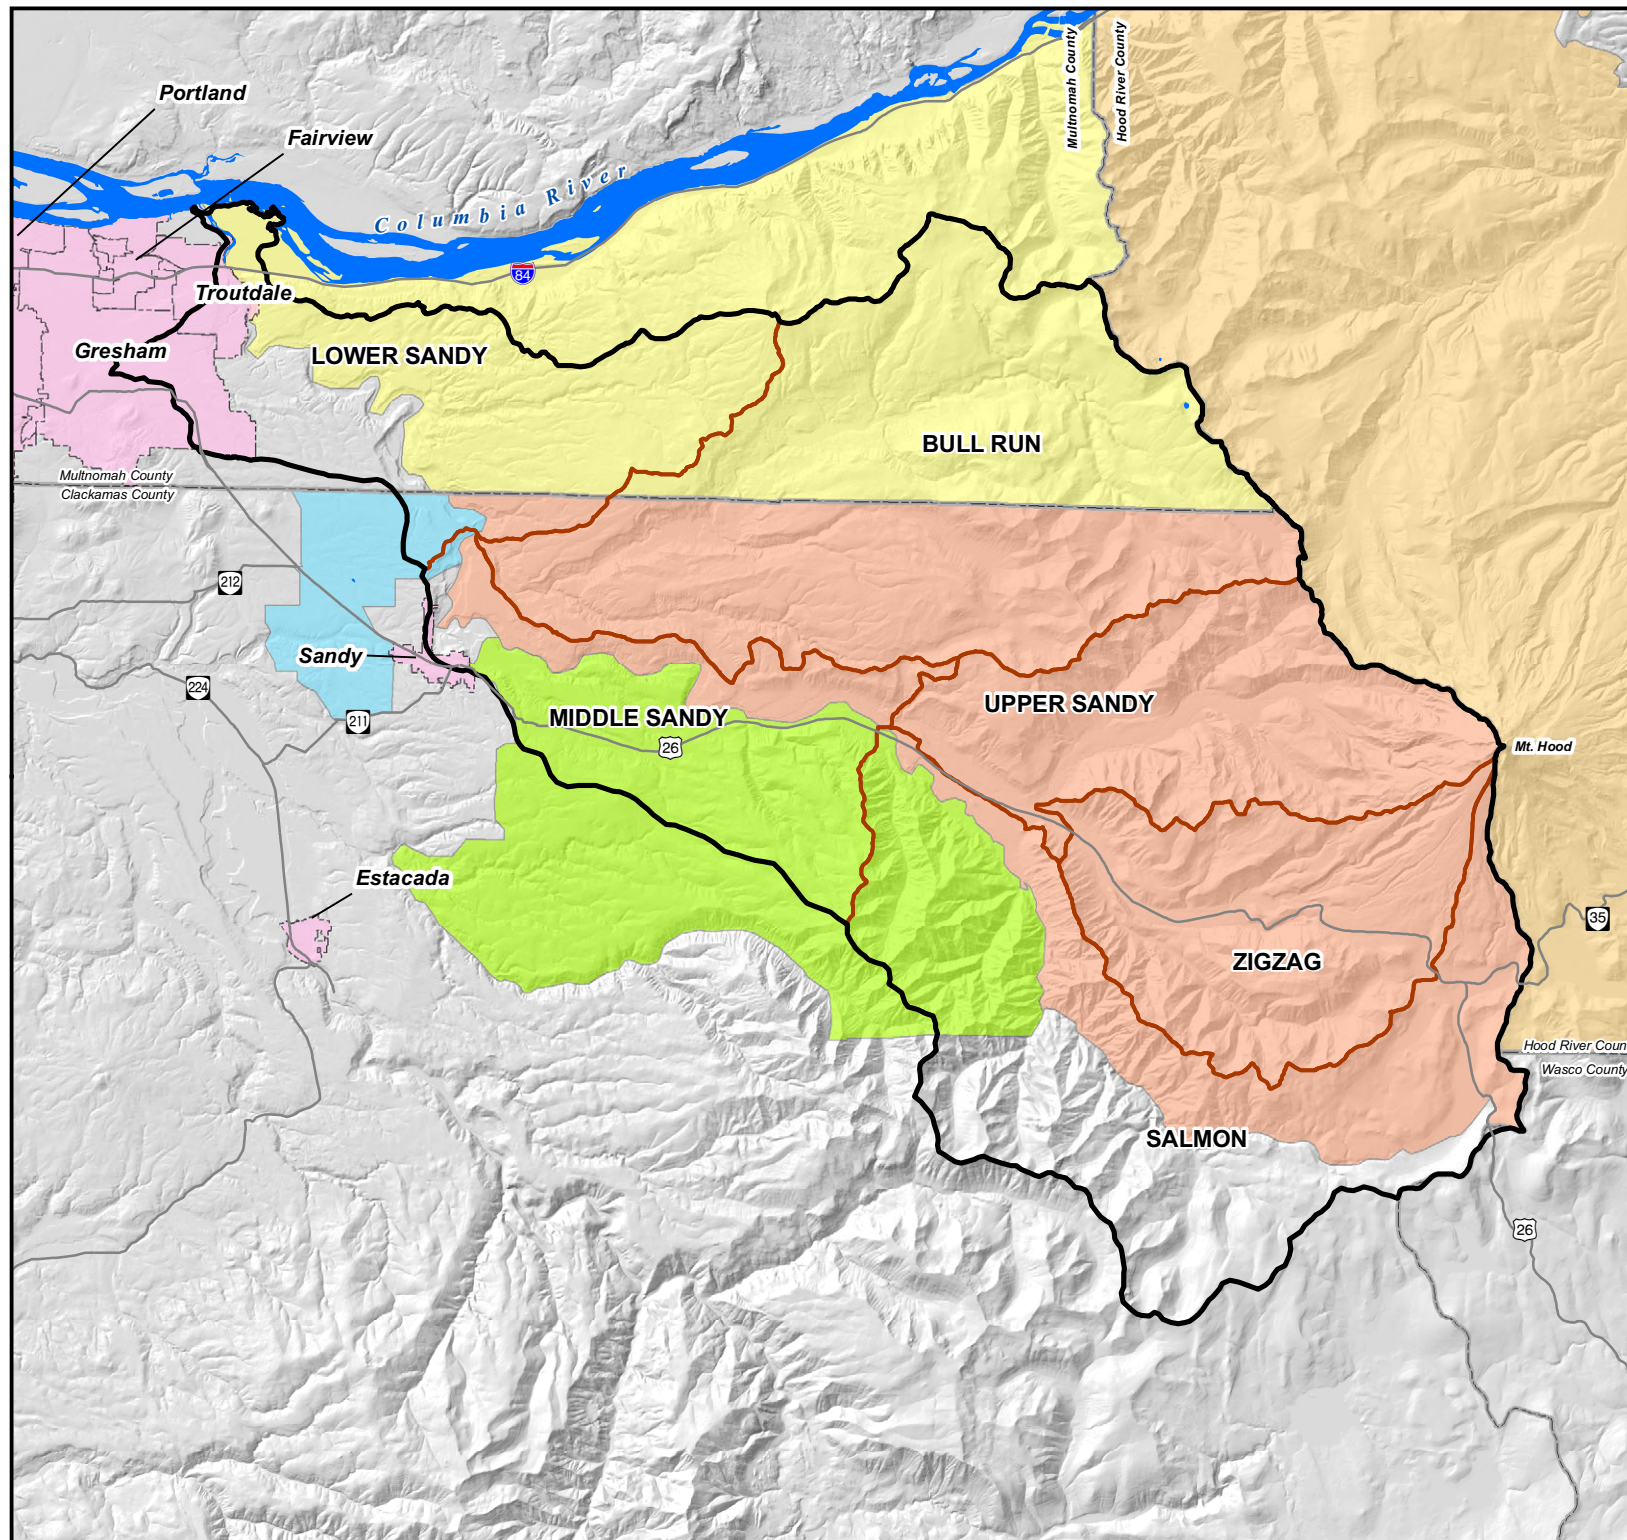 Portland
Fairview
Multnomah County
Hood River County
Columbia River
84
Troutdale
Gresham
LOWER SANDY
BULL RUN
Multnomah County
Clackamas County
212
Sandy
224
211
MIDDLE SANDY
26
UPPER SANDY
Mt. Hood
Estacada
35
ZIGZAG
Hood River Coun
Wasco County
SALMON
26